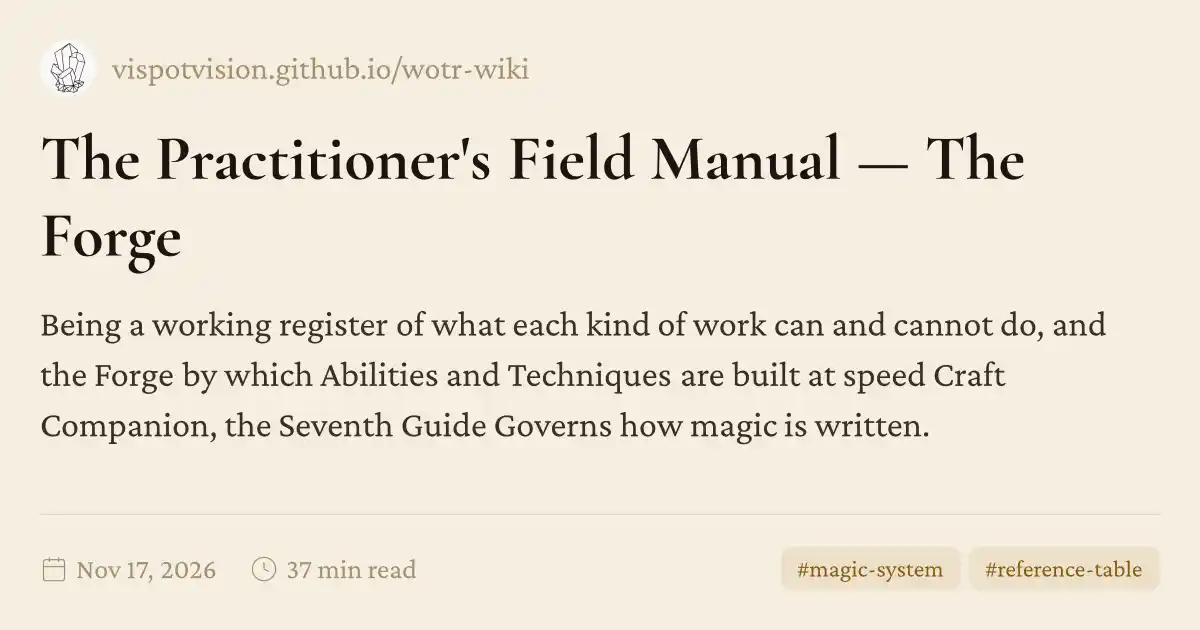 vispotvision.github.io/wotr-wiki
The Practitioner's Field Manual — The
Forge
Being a working register of what each kind of work can and cannot do, and
the Forge by which Abilities and Techniques are built at speed Craft
Companion, the Seventh Guide Governs how magic is written.
Nov 17, 2026
37 min read
#magic-system
#reference-table